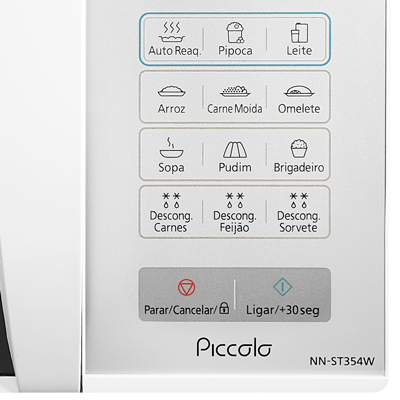 Auto Reaq. Pipoca Leite
Arroz Carne Moída Omelete
Sopa Pudim Brigadeiro
Descong. Descong. Descong.
Carnes Feijão Sorvete
Parar/Cancelar/ Ligar/+30seg
Piccolo
NN-ST354W